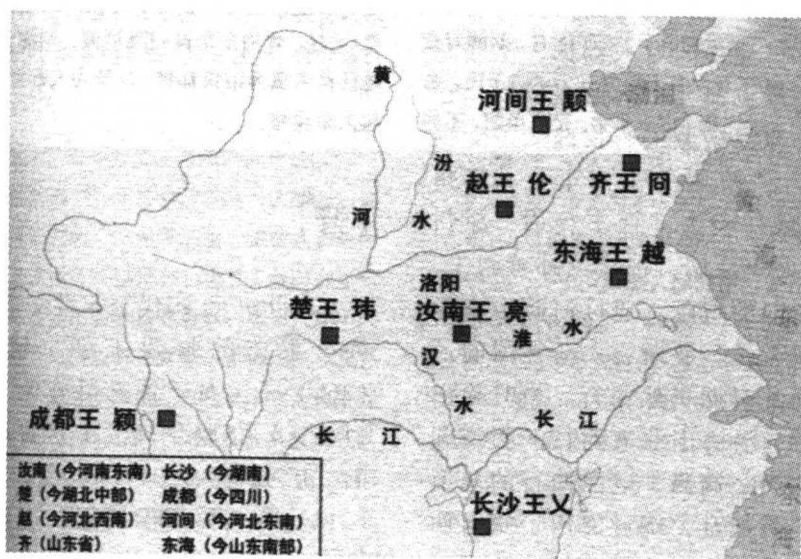 黄
河间王 颙
汾
赵王 伦
齐王 冏
河
水
黄
海
东海王 越
洛阳
楚王 玮
汝南王 亮
淮 水
东
汉
成都王 颖
水
长 江
长 江
长沙王乂
汝南（今河南东南） 长沙（今湖南）
楚（今湖北中部） 成都（今四川）
赵（今河北西南） 河间（今河北东南）
齐（山东省） 东海（今山东南部）